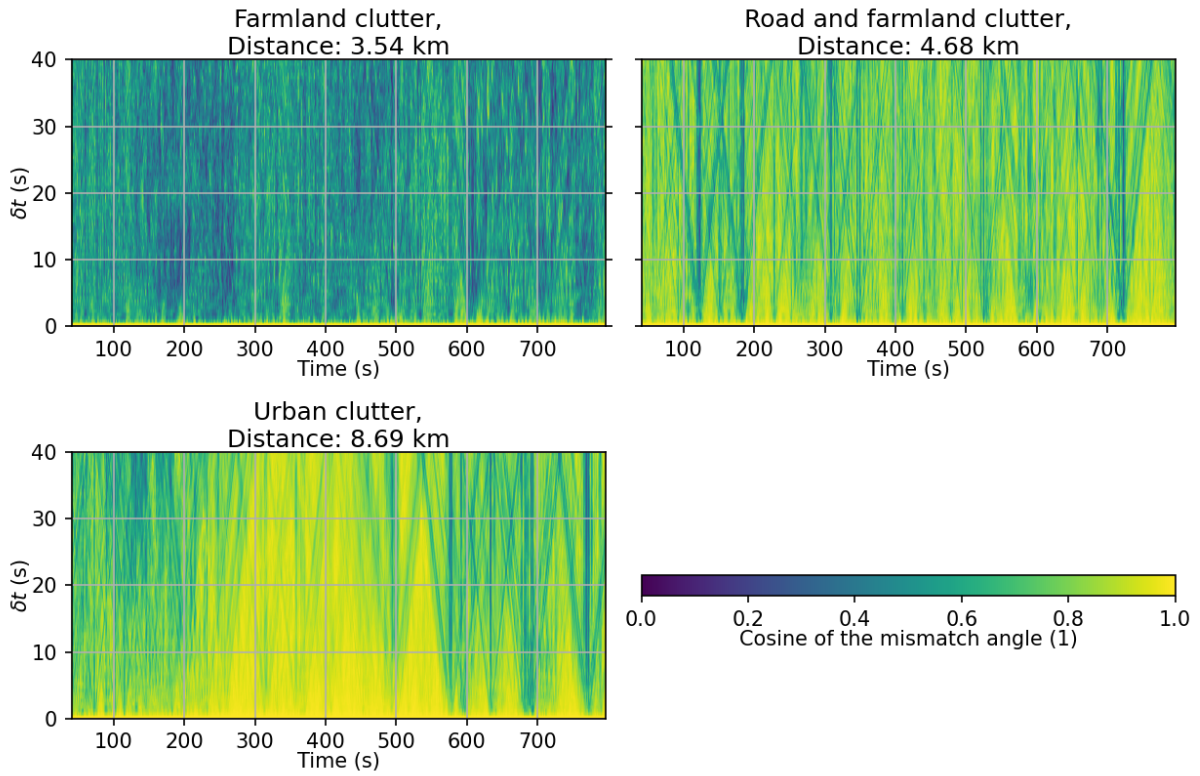 Farmland clutter,
Distance: 3.54 km
Road and farmland clutter,
Distance: 4.68 km
40
30
20
10
0
δt (s)
100 200 300 400 500 600 700
Time (s)
100 200 300 400 500 600 700
Time (s)
Urban clutter,
Distance: 8.69 km
40
30
20
10
0
δt (s)
100 200 300 400 500 600 700
Time (s)
0.0 0.2 0.4 0.6 0.8 1.0
Cosine of the mismatch angle (1)